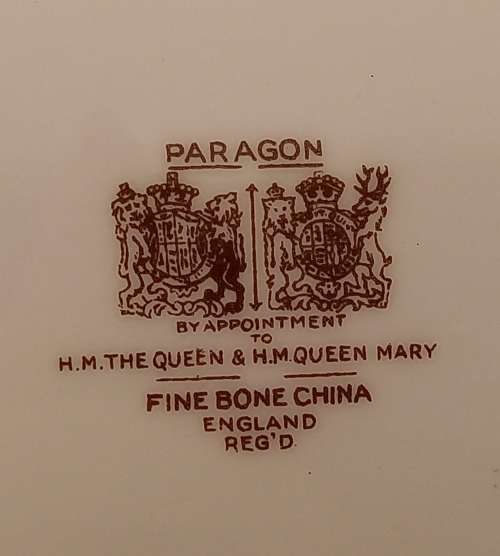 PARAGON
BY APPOINTMENT
TO
H.M. THE QUEEN & H.M. QUEEN MARY
FINE BONE CHINA
ENGLAND
REG'D.